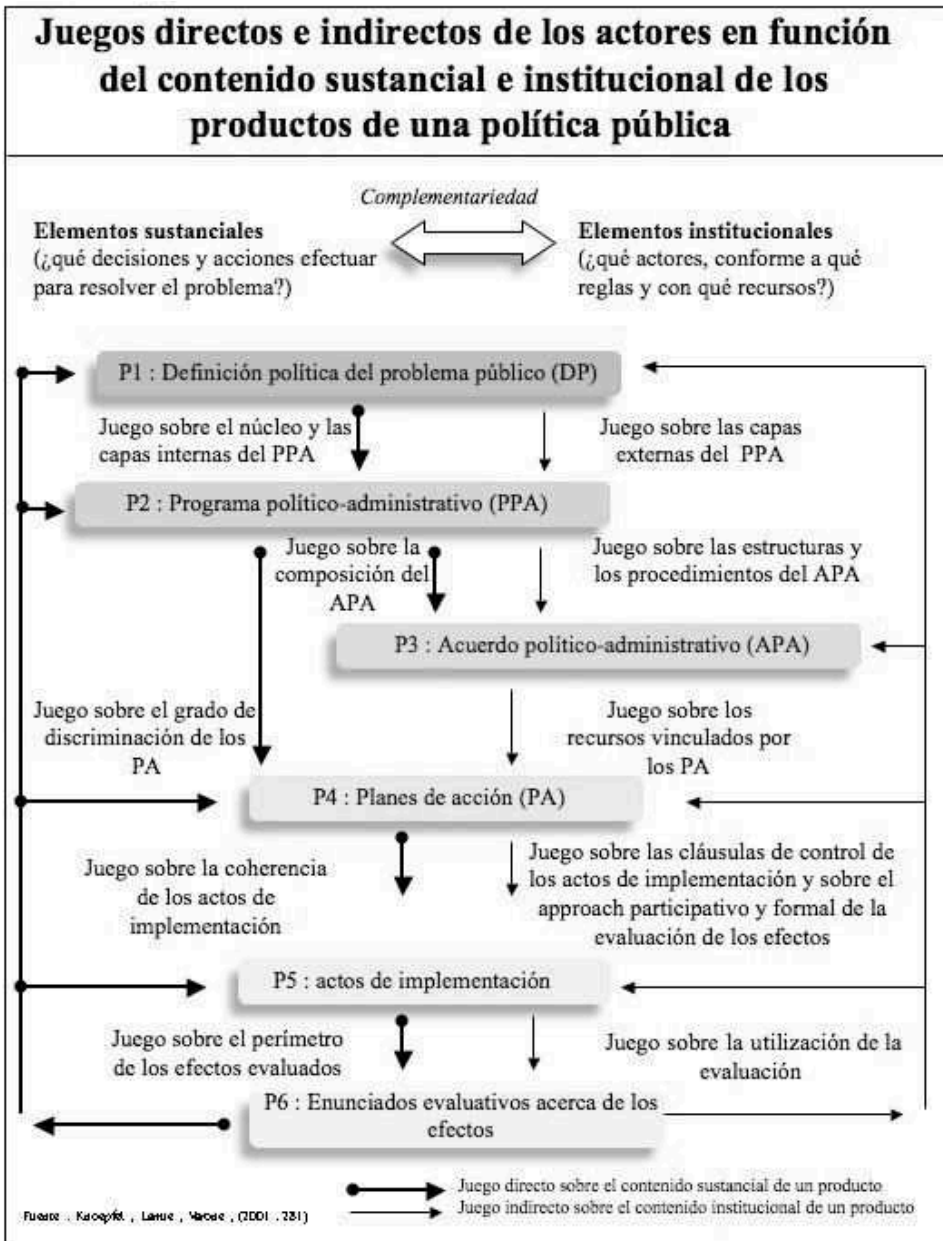 Juegos directos e indirectos de los actores en función
del contenido sustancial e institucional de los
productos de una política pública
Complementariedad
Elementos sustanciales
(¿qué decisiones y acciones efectuar
para resolver el problema?)
Elementos institucionales
(¿qué actores, conforme a qué
reglas y con qué recursos?)
P1 : Definición política del problema público (DP)
Juego sobre el núcleo y las
capas internas del PPA
Juego sobre las capas
externas del PPA
P2 : Programa político-administrativo (PPA)
Juego sobre la
composición del
APA
Juego sobre las estructuras y
los procedimientos del APA
P3 : Acuerdo político-administrativo (APA)
Juego sobre el grado de
discriminación de los
PA
Juego sobre los
recursos vinculados por
los PA
P4 : Planes de acción (PA)
Juego sobre la coherencia
de los actos de
implementación
Juego sobre las cláusulas de control de
los actos de implementación y sobre el
approach participativo y formal de la
evaluación de los efectos
P5 : actos de implementación
Juego sobre el perímetro
de los efectos evaluados
Juego sobre la utilización de la
evaluación
P6 : Enunciados evaluativos acerca de los
efectos
Juego directo sobre el contenido sustancial de un producto
Juego indirecto sobre el contenido institucional de un producto
(2001 . 281)